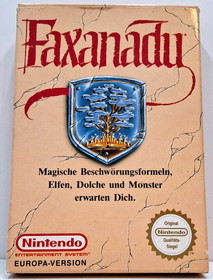 Faxanadu
Magische Beschwörungsformeln,
Elfen, Dolche und Monster
erwarten Dich.
Nintendo
ENTERTAINMENT SYSTEM
EUROPA-VERSION
Original
Nintendo
Qualitäts-
Siegel